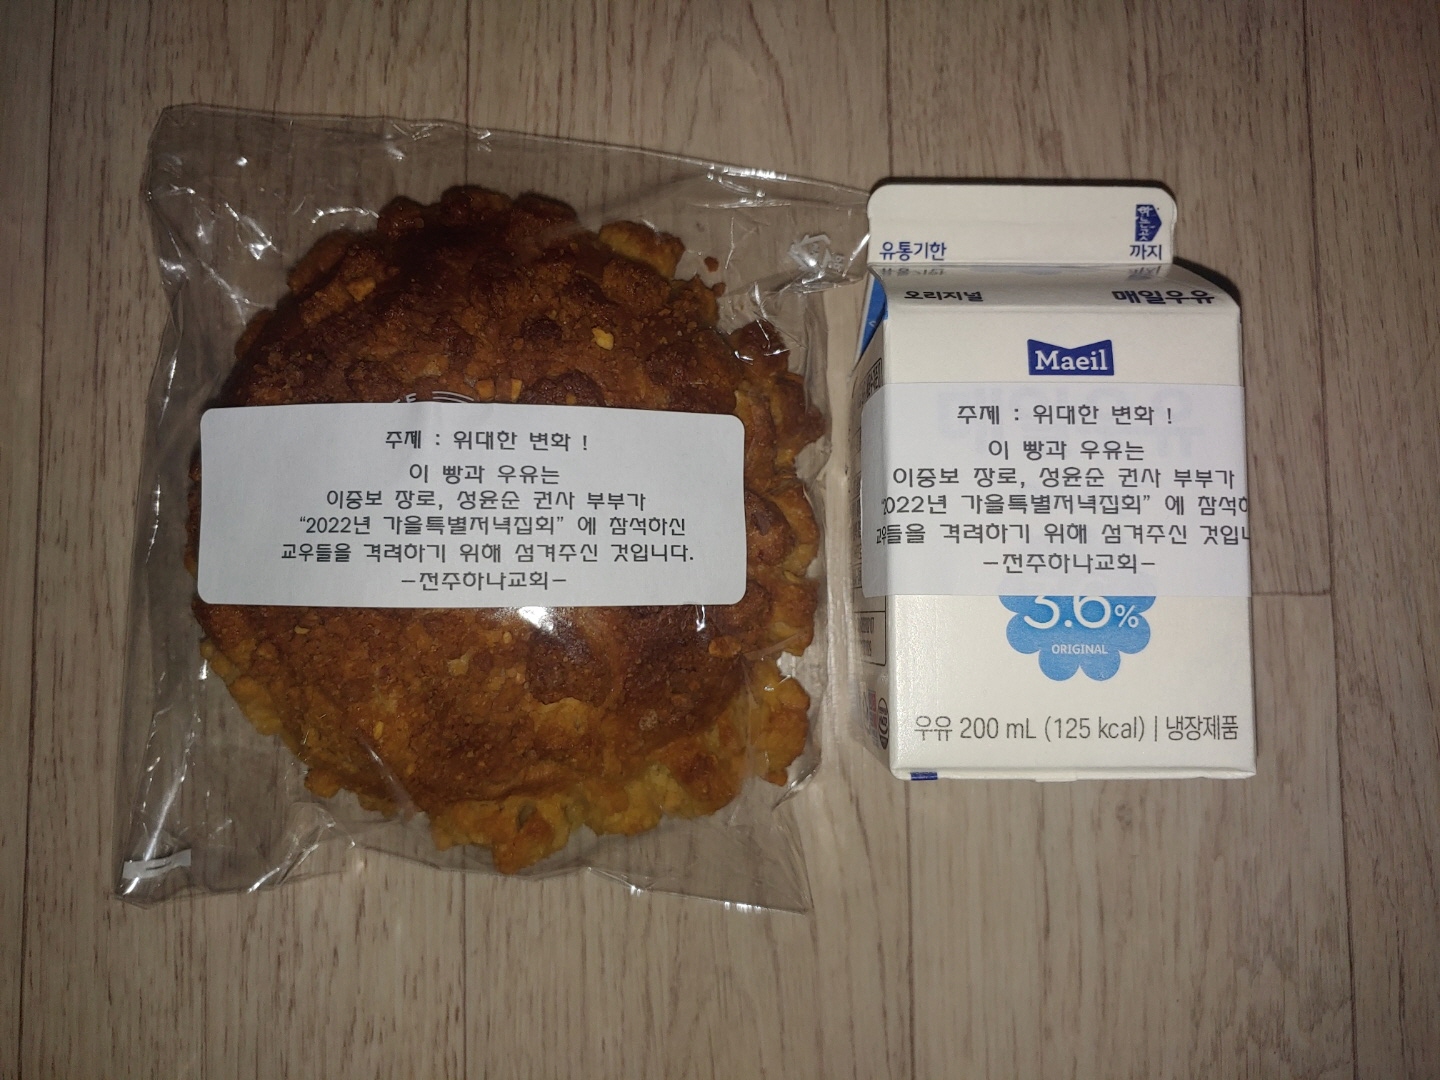 주제 : 위대한 변화 !
이 빵과 우유는
이중보 장로, 성윤순 권사 부부가
“2022년 가을특별저녁집회” 에 참석하신
교우들을 격려하기 위해 섬겨주신 것입니다.
-전주하나교회-
유통기한
까지
여는곳
오리지널
매일우유
Maeil
주제 : 위대한 변화 !
이 빵과 우유는
이중보 장로, 성윤순 권사 부부가
2022년 가을특별저녁집회” 에 참석하
교우들을 격려하기 위해 섬겨주신 것입니
-전주하나교회-
3.6%
ORIGINAL
우유 200 mL (125 kcal) | 냉장제품